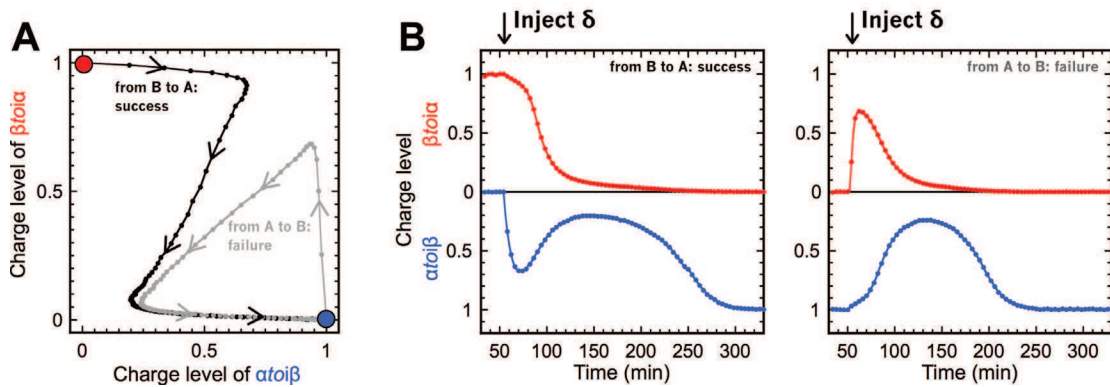 A
Charge level of βtoiα
1
0.5
0
from B to A:
success
from A to B:
failure
0
0.5
1
Charge level of αtoiβ
B
Inject δ
from B to A: success
Charge level
βtoiα
αtoiβ
1
0.5
0
0.5
1
50 100 150 200 250 300
Time (min)
Inject δ
from A to B: failure
1
0.5
0
0.5
1
50 100 150 200 250 300
Time (min)